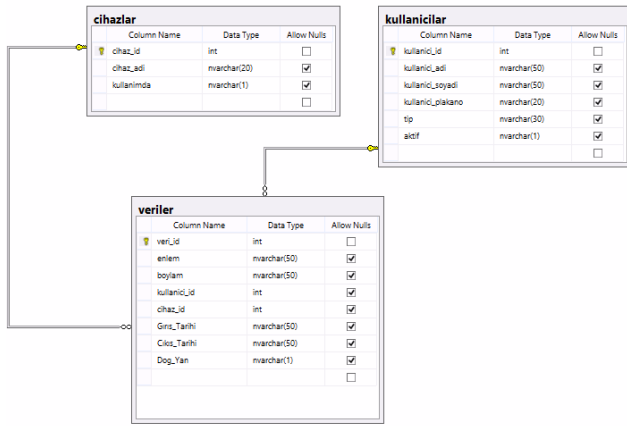 cihazlar
Column Name Data Type Allow Nulls
cihaz_id int
cihaz_adi nvarchar(20)
kullanimda nvarchar(1)
kullanicilar
Column Name Data Type Allow Nulls
kullanici_id int
kullanici_adi nvarchar(50)
kullanici_soyadi nvarchar(50)
kullanici_plakano nvarchar(20)
tip nvarchar(30)
aktif nvarchar(1)
veriler
Column Name Data Type Allow Nulls
veri_id int
enlem nvarchar(50)
boylam nvarchar(50)
kullanici_id int
cihaz_id int
Giris_Tarihi nvarchar(50)
Cikis_Tarihi nvarchar(50)
Dog_Yan nvarchar(1)